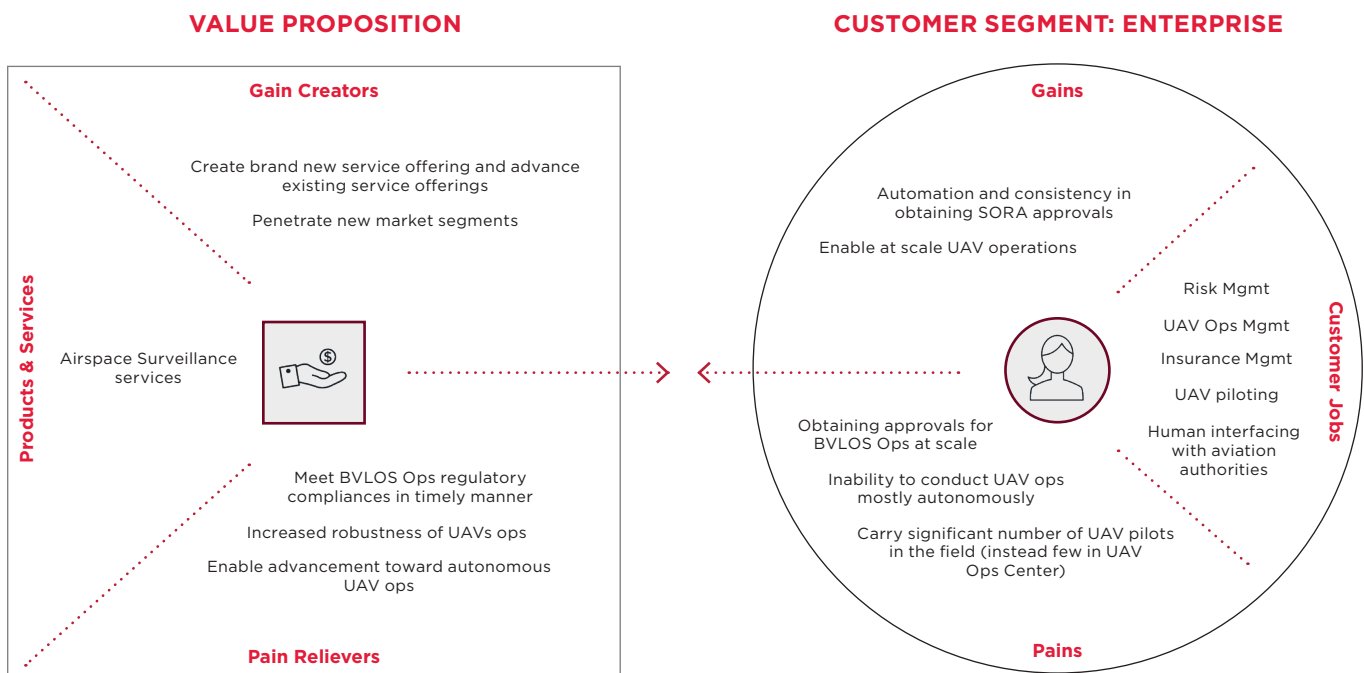 VALUE PROPOSITION
Gain Creators
Create brand new service offering and advance
existing service offerings
Penetrate new market segments
Products & Services
Airspace Surveillance
services
$
Meet BVLOS Ops regulatory
compliances in timely manner
Increased robustness of UAVs ops
Enable advancement toward autonomous
UAV ops
Pain Relievers
CUSTOMER SEGMENT: ENTERPRISE
Gains
Automation and consistency in
obtaining SORA approvals
Enable at scale UAV operations
Customer Jobs
Risk Mgmt
UAV Ops Mgmt
Insurance Mgmt
UAV piloting
Human interfacing
with aviation
authorities
Obtaining approvals for
BVLOS Ops at scale
Inability to conduct UAV ops
mostly autonomously
Carry significant number of UAV pilots
in the field (instead few in UAV
Ops Center)
Pains